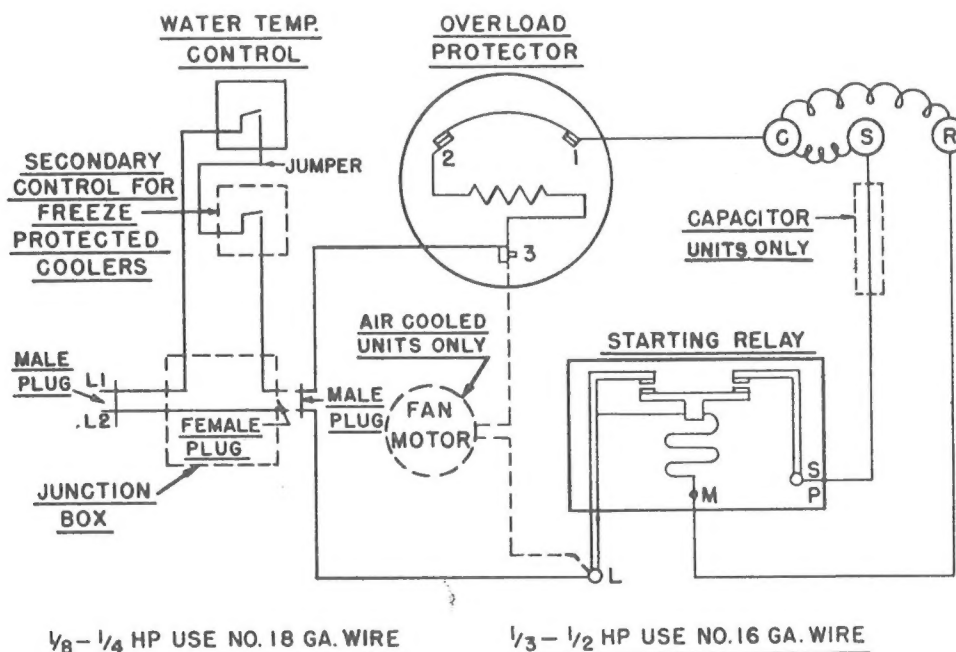 WATER TEMP.
CONTROL
OVERLOAD
PROTECTOR
C
S
R
2
1
JUMPER
SECONDARY
CONTROL FOR
FREEZE
PROTECTED
COOLERS
CAPACITOR
UNITS ONLY
3
AIR COOLED
UNITS ONLY
STARTING RELAY
MALE
PLUG
L1
.L2
FEMALE
PLUG
MALE
PLUG
FAN
MOTOR
JUNCTION
BOX
S
P
M
L
1/8 – 1/4 HP USE NO. 18 GA. WIRE
1/3 – 1/2 HP USE NO. 16 GA. WIRE